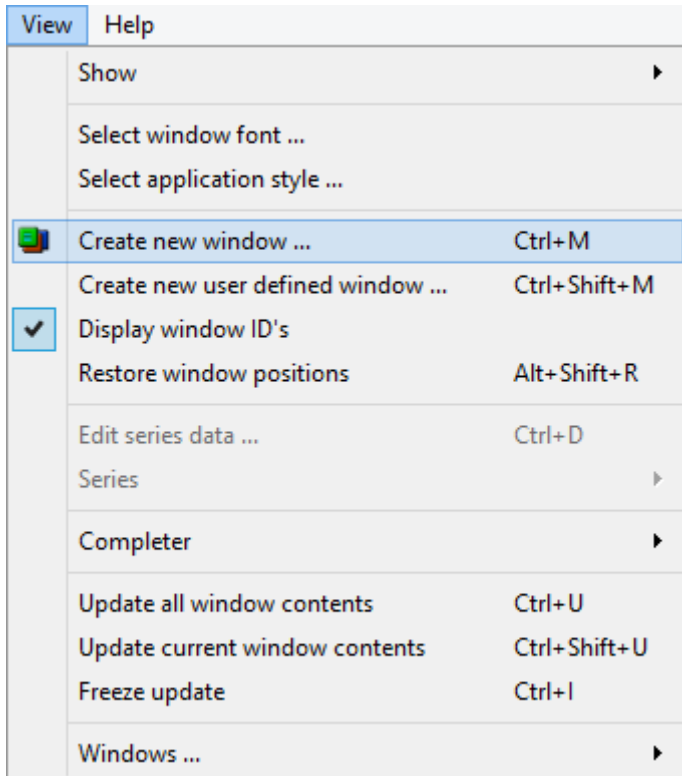 View Help
Show
Select window font ...
Select application style ...
Create new window ... Ctrl+M
Create new user defined window ... Ctrl+Shift+M
Display window ID's
Restore window positions Alt+Shift+R
Edit series data ... Ctrl+D
Series
Completer
Update all window contents Ctrl+U
Update current window contents Ctrl+Shift+U
Freeze update Ctrl+I
Windows ...